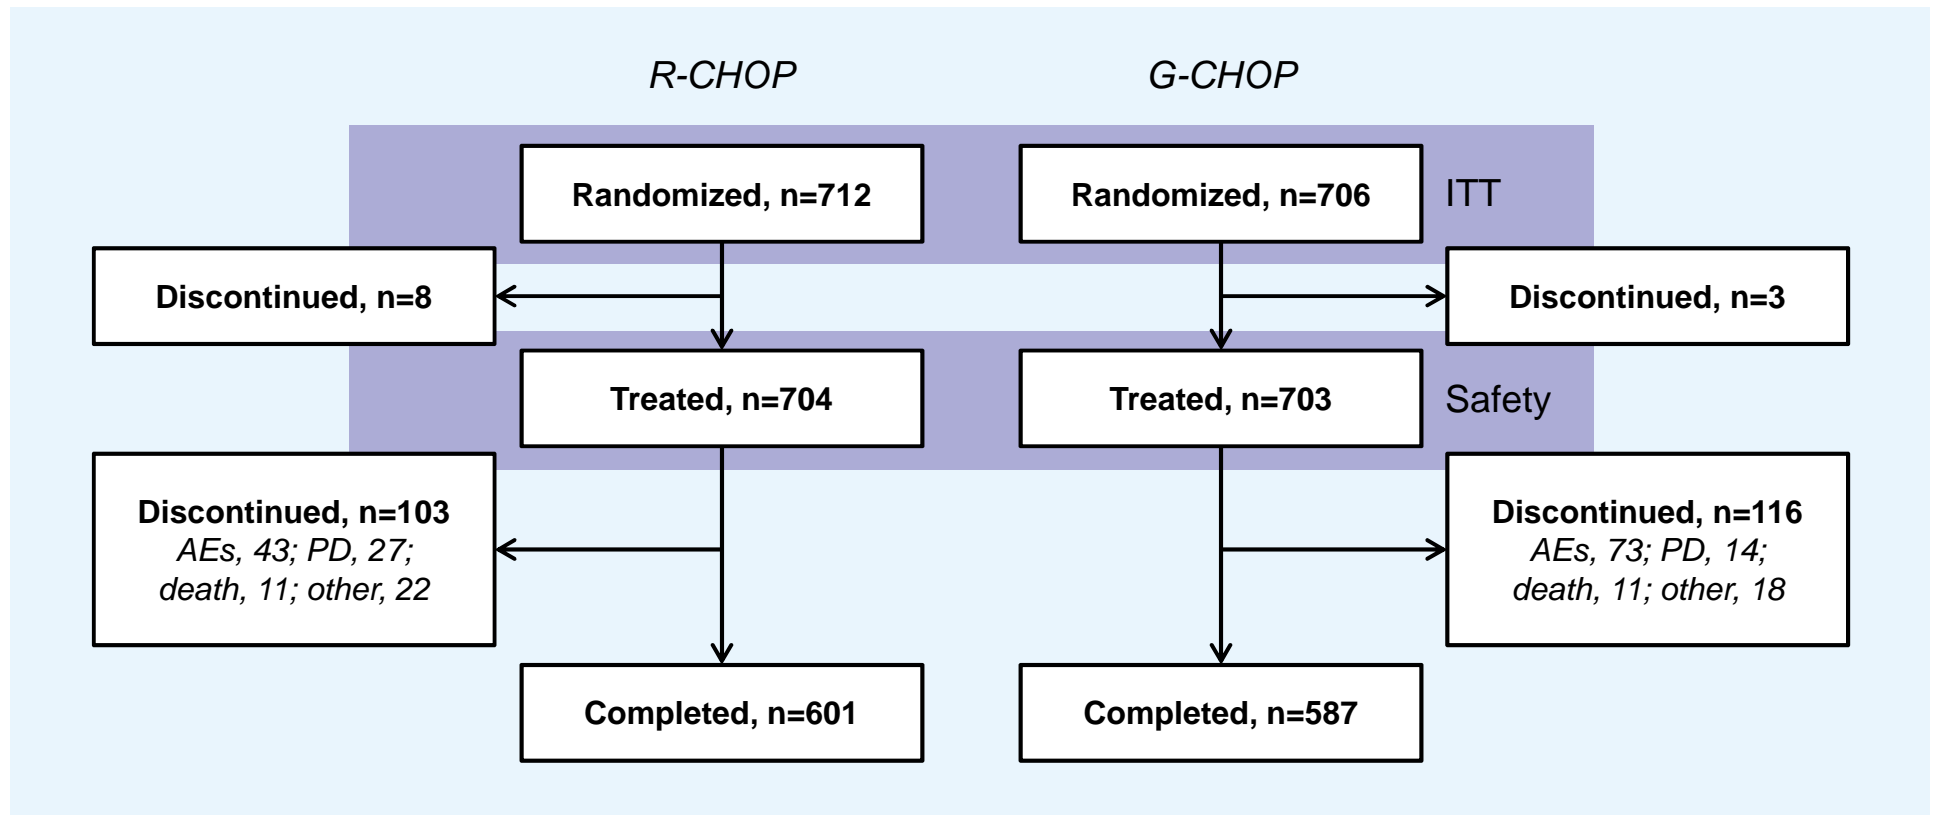 R-CHOP
G-CHOP
Randomized, n=712
Randomized, n=706
ITT
Discontinued, n=8
Discontinued, n=3
Treated, n=704
Treated, n=703
Safety
Discontinued, n=103
AEs, 43; PD, 27;
death, 11; other, 22
Discontinued, n=116
AEs, 73; PD, 14;
death, 11; other, 18
Completed, n=601
Completed, n=587